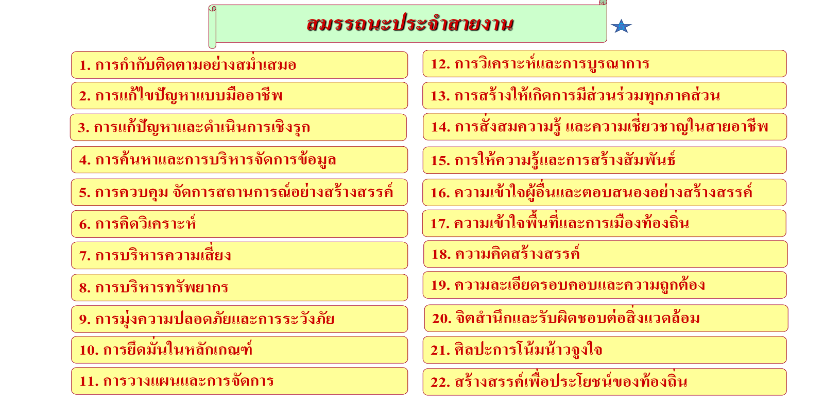 สมรรถนะประจำสายงาน
1. การกำกับติดตามอย่างสม่ำเสมอ
2. การแก้ไขปัญหาแบบมืออาชีพ
3. การแก้ปัญหาและดำเนินการเชิงรุก
4. การค้นหาและการบริหารจัดการข้อมูล
5. การควบคุม จัดการสถานการณ์อย่างสร้างสรรค์
6. การคิดวิเคราะห์
7. การบริหารความเสี่ยง
8. การบริหารทรัพยากร
9. การมุ่งความปลอดภัยและการระวังภัย
10. การยึดมั่นในหลักเกณฑ์
11. การวางแผนและการจัดการ
12. การวิเคราะห์และการบูรณาการ
13. การสร้างให้เกิดการมีส่วนร่วมทุกภาคส่วน
14. การสั่งสมความรู้ และความเชี่ยวชาญในสายอาชีพ
15. การให้ความรู้และการสร้างสัมพันธ์
16. ความเข้าใจผู้อื่นและตอบสนองอย่างสร้างสรรค์
17. ความเข้าใจพื้นที่และการเมืองท้องถิ่น
18. ความคิดสร้างสรรค์
19. ความละเอียดรอบคอบและความถูกต้อง
20. จิตสำนึกและรับผิดชอบต่อสิ่งแวดล้อม
21. ศิลปะการโน้มน้าวจูงใจ
22. สร้างสรรค์เพื่อประโยชน์ของท้องถิ่น